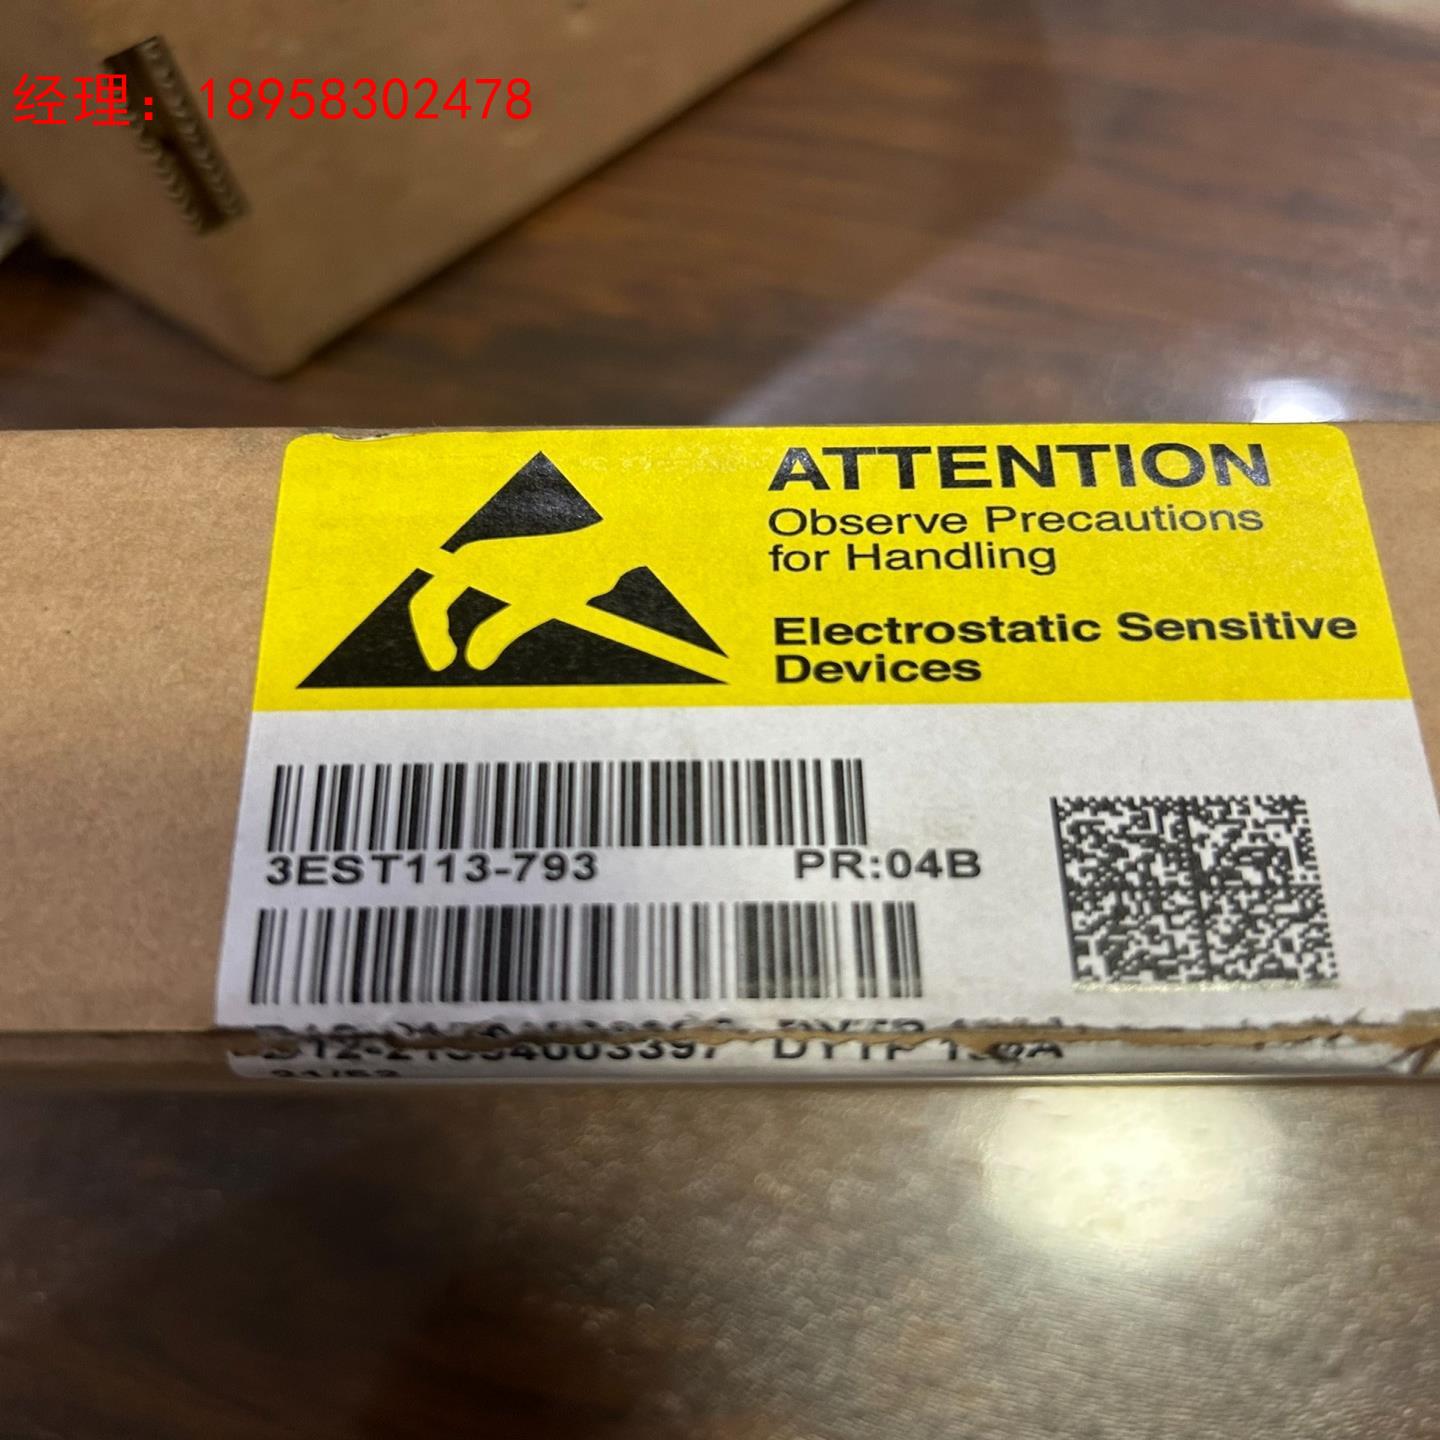 经理：18958302478
ATTENTION
Observe Precautions
for Handling
Electrostatic Sensitive
Devices
3EST113-793 PR:04B